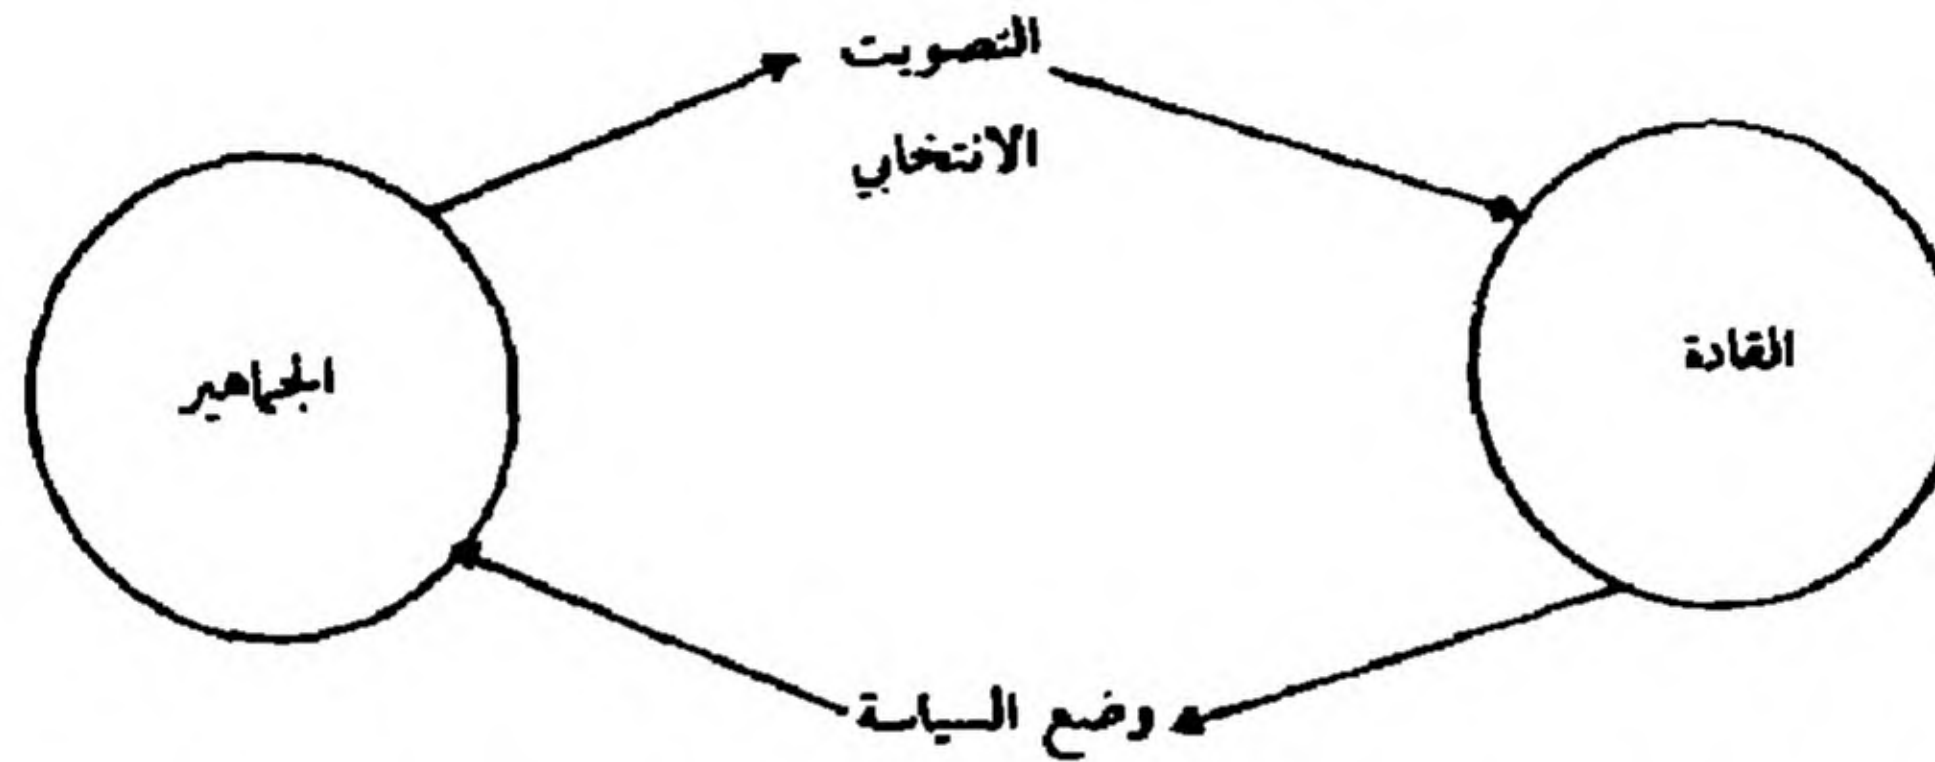 التصويت
الانتخابي
القادة
الجماهير
وضع السياسة